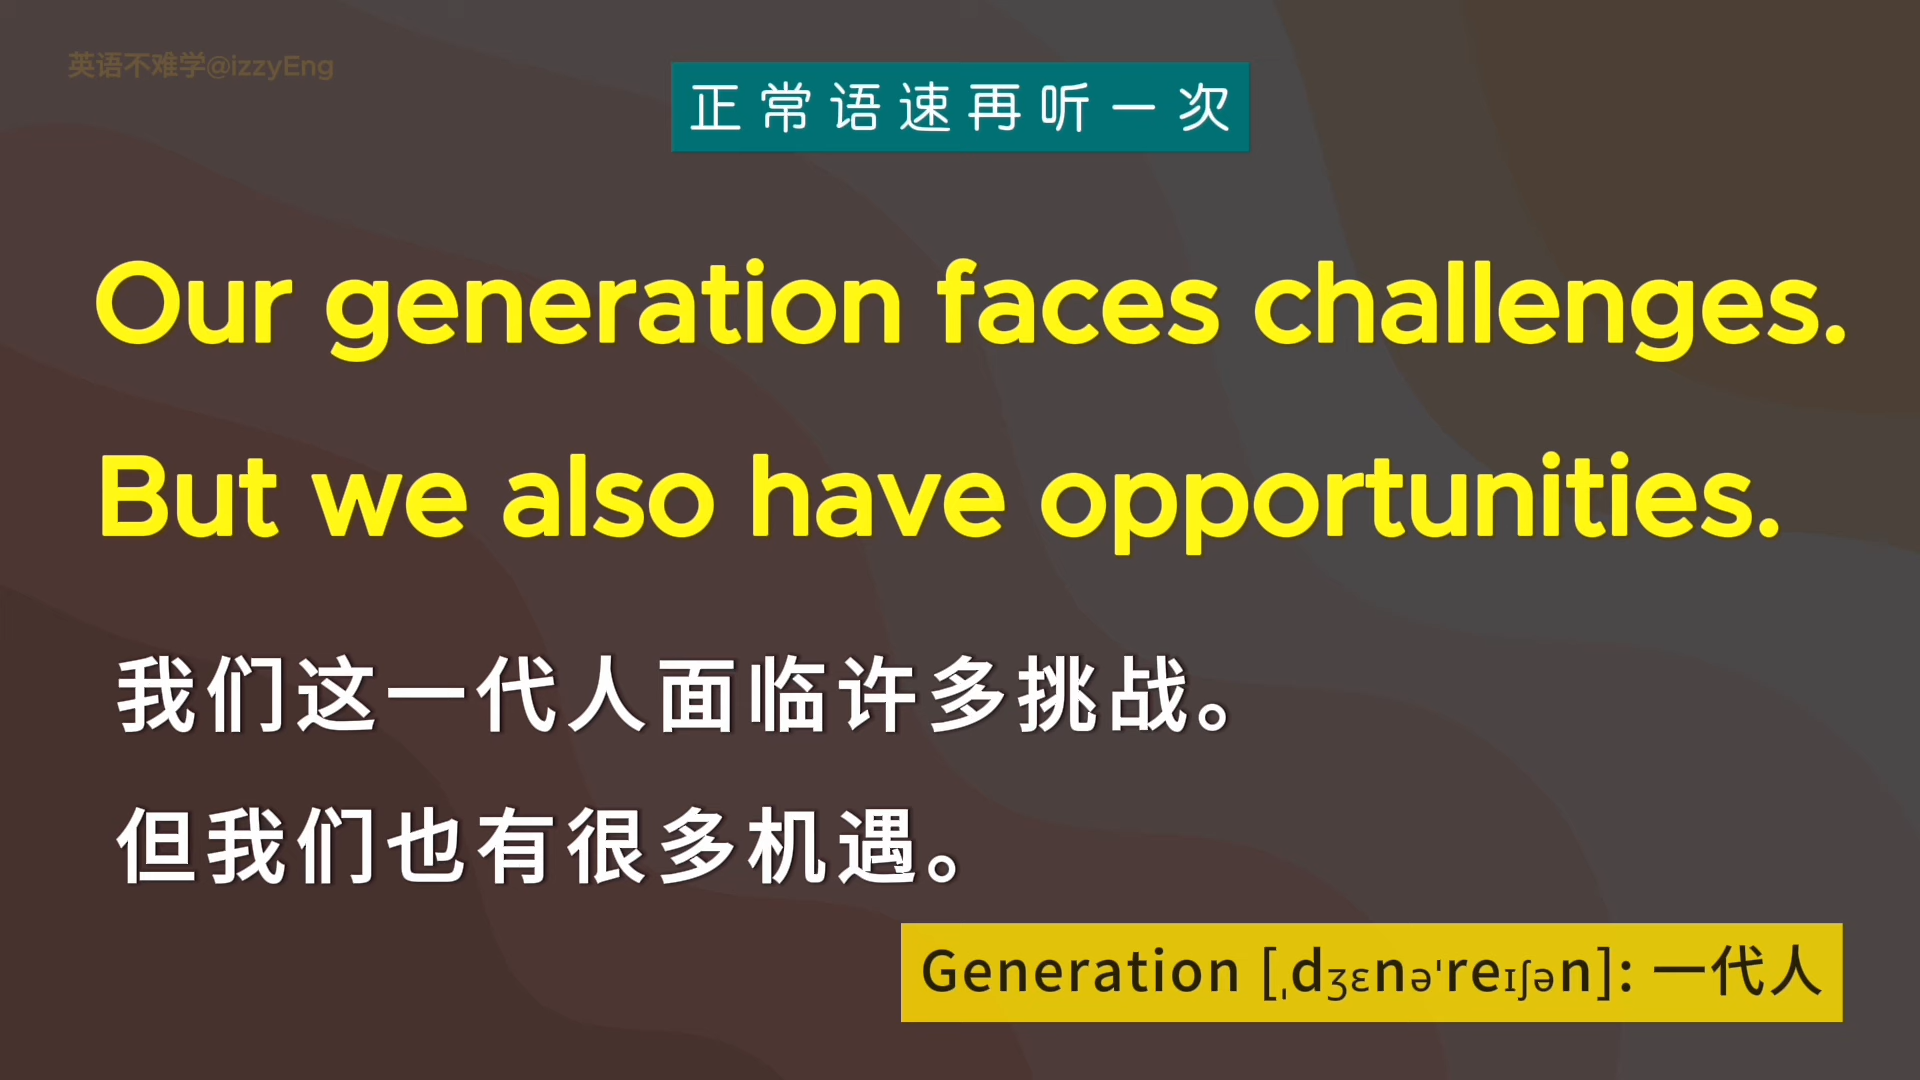 英语不难学@izzyEng
正常语速再听一次
Our generation faces challenges.
But we also have opportunities.
我们这一代人面临许多挑战。
但我们也有很多机遇。
Generation [ˌdʒɛnəˈreɪʃən]: 一代人